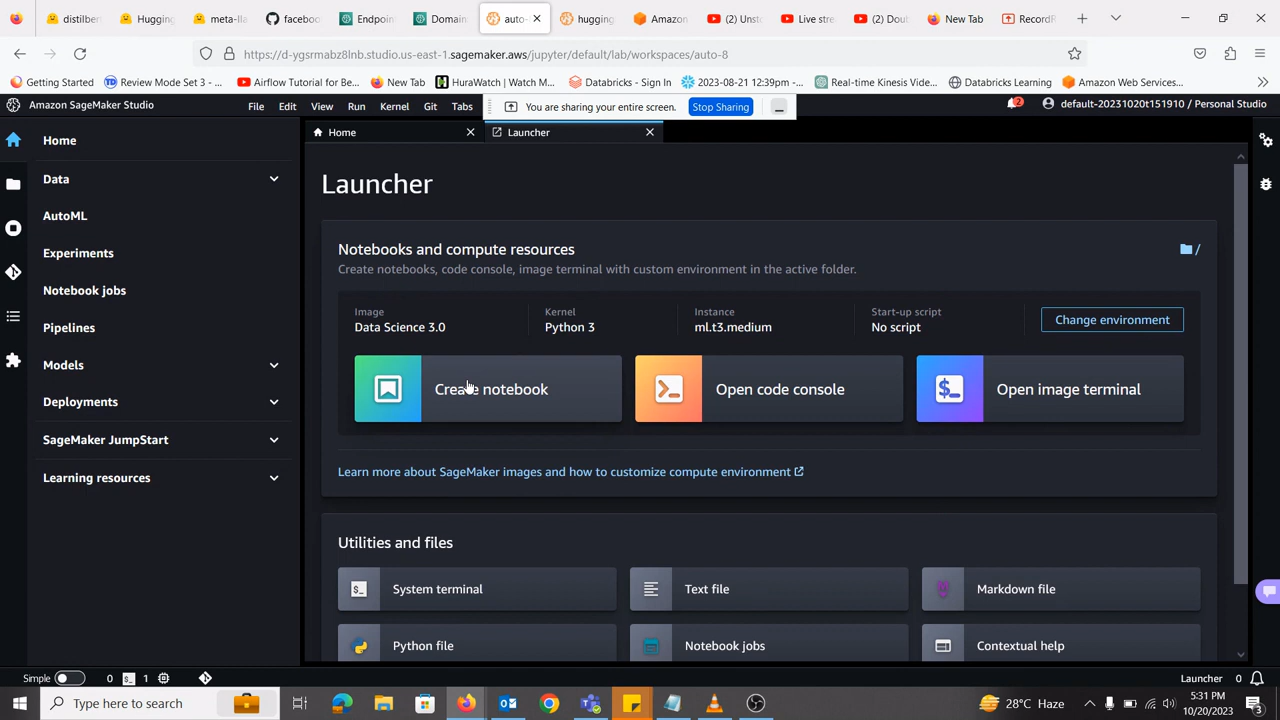 distilber
Hugging
meta-lla
facebool
Endpoint
Domain
auto-
hugging
Amazon
(2) Unst
Live stre
(2) Dout
New Tab
RecordR
https://d-ygsrmabz8lnb.studio.us-east-1.sagemaker.aws/jupyter/default/lab/workspaces/auto-8
Getting Started
Review Mode Set 3 - ...
Airflow Tutorial for Be...
New Tab
HuraWatch | Watch M...
Databricks - Sign In
2023-08-21 12:39pm...
Real-time Kinesis Vide...
Databricks Learning
Amazon Web Services...
Amazon SageMaker Studio
File
Edit
View
Run
Kernel
Git
Tabs
You are sharing your entire screen.
Stop Sharing
2
default-20231020t151910 / Personal Studio
Home
Data
AutoML
Experiments
Notebook jobs
Pipelines
Models
Deployments
SageMaker JumpStart
Learning resources
Home
Launcher
Launcher
Notebooks and compute resources
/
Create notebooks, code console, image terminal with custom environment in the active folder.
Image
Data Science 3.0
Kernel
Python 3
Instance
ml.t3.medium
Start-up script
No script
Change environment
Create notebook
Open code console
Open image terminal
Learn more about SageMaker images and how to customize compute environment
Utilities and files
System terminal
Text file
Markdown file
Python file
Notebook jobs
Contextual help
Simple
0
1
Launcher
0
Type here to search
28°C Haze
5:31 PM
10/20/2023
3